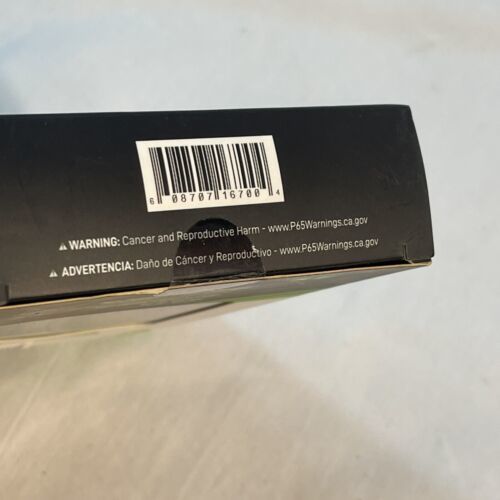 6 08707 16700 4
⚠ WARNING: Cancer and Reproductive Harm - www.P65Warnings.ca.gov
⚠ ADVERTENCIA: Daño de Cáncer y Reproductivo - www.P65Warnings.ca.gov